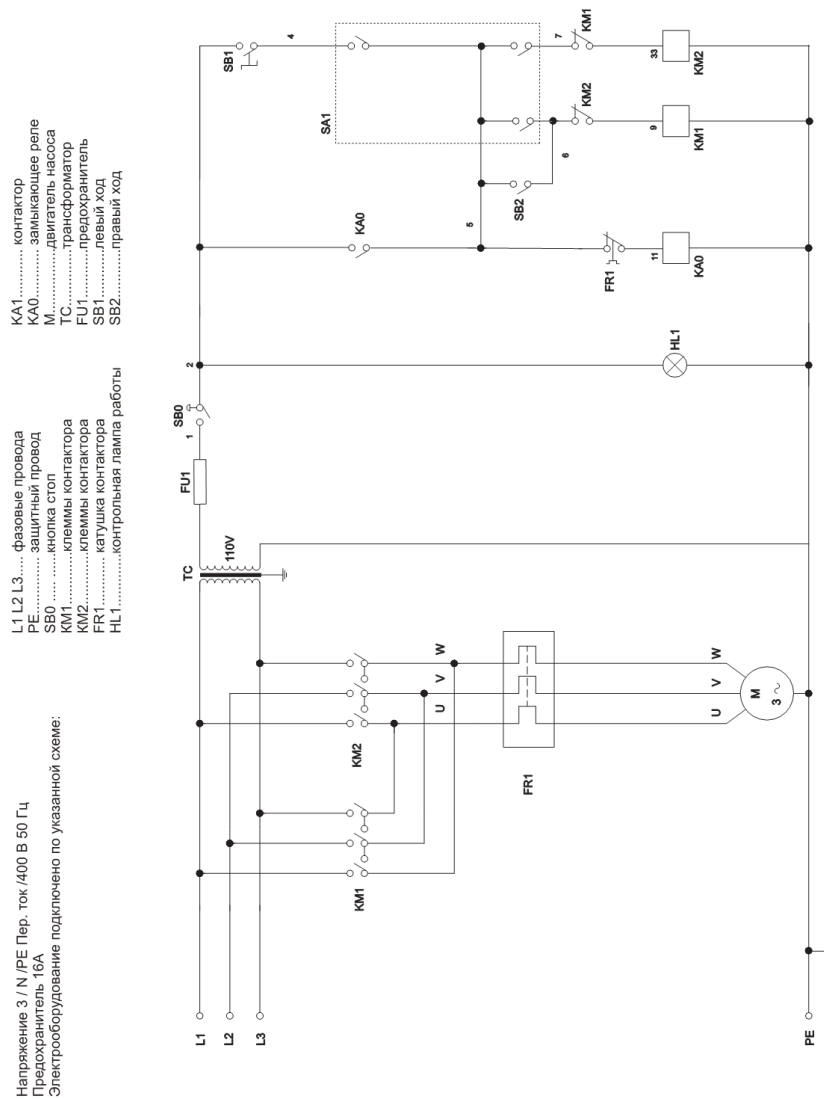 Напряжение 3 / N /PE Пер. ток /400 В 50 Гц
Предохранитель 16А
Электрооборудование подключено по указанной схеме:
L1 L2 L3..... фазовые провода
PE............ защитный провод
SB0 ..... ......кнопка стоп
KM1..........клеммы контактора
KM2..........клеммы контактора
FR1........... катушка контактора
HL1...........контрольная лампа работы
KA1............ контактор
KA0............ замыкающее реле
M...............двигатель насоса
TC.............трансформатор
FU1...........предохранитель
SB1...........левый ход
SB2...........правый ход
L1
L2
L3
PE
KM1
KM2
U
V
W
FR1
U
V
W
M
3 ~
TC
110V
FU1
1
SB0
2
HL1
KA0
5
FR1
11
KA0
SB2
6
SB1
4
SA1
7
KM1
33
KM2
KM2
9
KM1